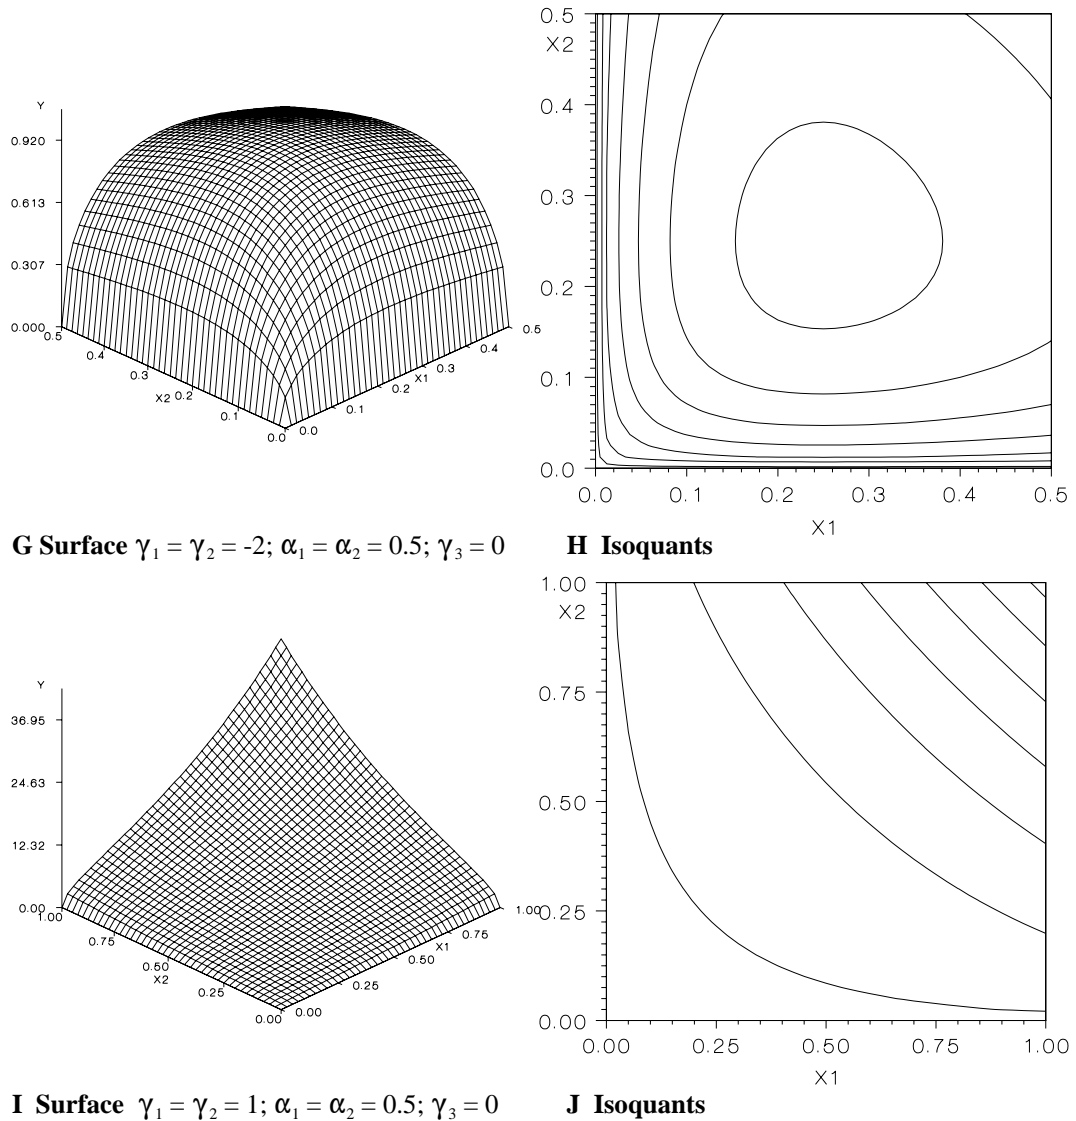 Y
0.920
0.613
0.307
0.000
0.5
0.4
0.3
X2 0.2
0.1
0.0
0.0
0.1
0.2
X1
0.3
0.4
0.5
0.5
X2
0.4
0.3
0.2
0.1
0.0
0.0 0.1 0.2 0.3 0.4 0.5
X1
G Surface γ1 = γ2 = -2; α1 = α2 = 0.5; γ3 = 0
H Isoquants
Y
36.95
24.63
12.32
0.00
1.00
0.75
0.50
X2
0.25
0.00
0.00
0.25
0.50
X1
0.75
1.00
1.00
X2
0.75
0.50
0.25
0.00
0.00 0.25 0.50 0.75 1.00
X1
I Surface γ1 = γ2 = 1; α1 = α2 = 0.5; γ3 = 0
J Isoquants